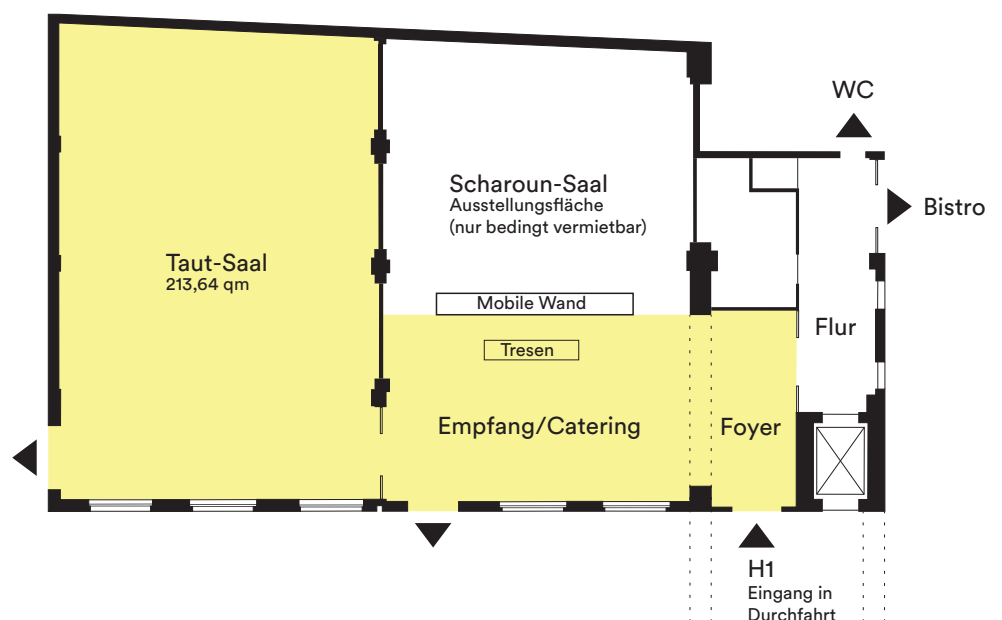 WC
Scharoun-Saal
Ausstellungsfläche
(nur bedingt vermietbar)
Bistro
Taut-Saal
213,64 qm
Mobile Wand
Flur
Tresen
Empfang/Catering
Foyer
H1
Eingang in
Durchfahrt